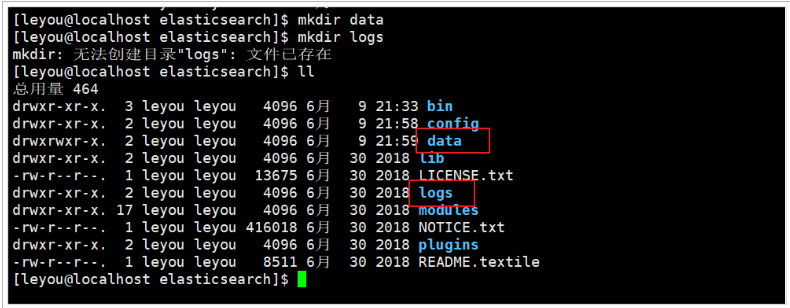 [leyou@localhost elasticsearch]$ mkdir data
[leyou@localhost elasticsearch]$ mkdir logs
mkdir: 无法创建目录"logs": 文件已存在
[leyou@localhost elasticsearch]$ ll
总用量 464
drwxr-xr-x.  3 leyou leyou   4096 6月   9 21:33 bin
drwxr-xr-x.  2 leyou leyou   4096 6月   9 21:58 config
drwxrwxr-x.  2 leyou leyou   4096 6月   9 21:59 data
drwxr-xr-x.  2 leyou leyou   4096 6月  30 2018 lib
-rw-r--r--.  1 leyou leyou  13675 6月  30 2018 LICENSE.txt
drwxr-xr-x.  2 leyou leyou   4096 6月  30 2018 logs
drwxr-xr-x. 17 leyou leyou   4096 6月  30 2018 modules
-rw-r--r--.  1 leyou leyou 416018 6月  30 2018 NOTICE.txt
drwxr-xr-x.  2 leyou leyou   4096 6月  30 2018 plugins
-rw-r--r--.  1 leyou leyou   8511 6月  30 2018 README.textile
[leyou@localhost elasticsearch]$